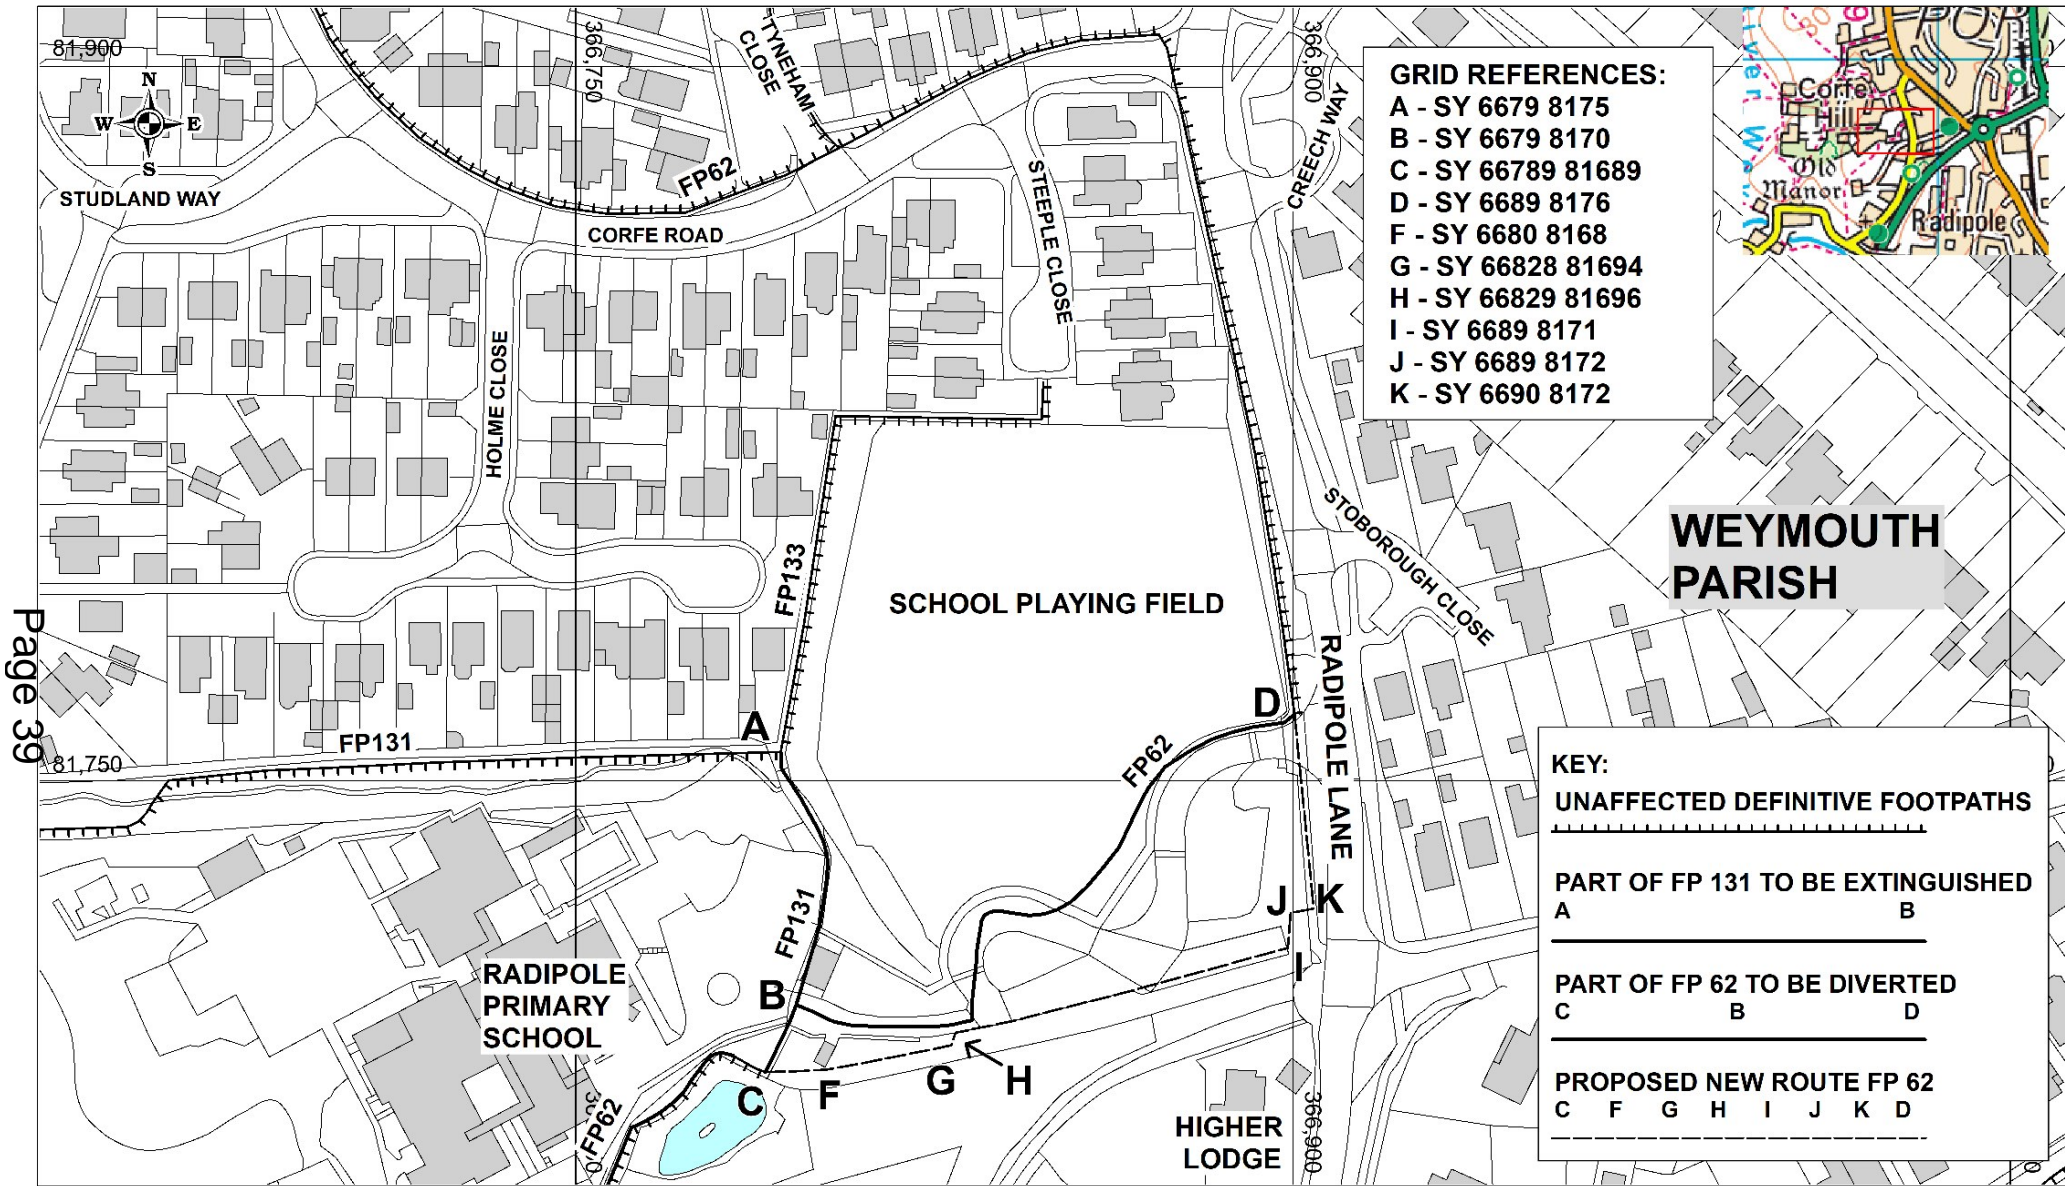 81,900
N
W E
S
STUDLAND WAY
366,750
TYNEHAM
CLOSE
FP62
CORFE ROAD
STEEPLE CLOSE
366,900
CREECH WAY
GRID REFERENCES:
A - SY 6679 8175
B - SY 6679 8170
C - SY 66789 81689
D - SY 6689 8176
F - SY 6680 8168
G - SY 66828 81694
H - SY 66829 81696
I - SY 6689 8171
J - SY 6689 8172
K - SY 6690 8172
Corfe
Hill
Old
Manor
Radipole
HOLME CLOSE
FP133
SCHOOL PLAYING FIELD
STOBOROUGH CLOSE
WEYMOUTH
PARISH
Page 39
81,750
FP131
A
D
FP62
RADIPOLE LANE
FP131
J
K
RADIPOLE
PRIMARY
SCHOOL
B
I
C
F
G
H
FP62
HIGHER
LODGE
366,900
KEY:
UNAFFECTED DEFINITIVE FOOTPATHS
PART OF FP 131 TO BE EXTINGUISHED
A B
PART OF FP 62 TO BE DIVERTED
C B D
PROPOSED NEW ROUTE FP 62
C F G H I J K D